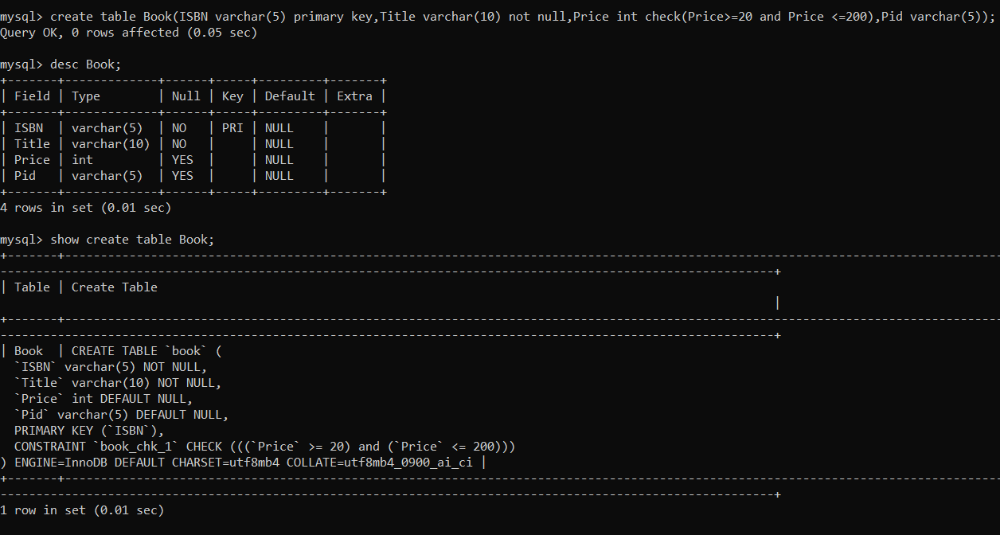 mysql> create table Book(ISBN varchar(5) primary key,Title varchar(10) not null,Price int check(Price>=20 and Price <=200),Pid varchar(5));
Query OK, 0 rows affected (0.05 sec)
mysql> desc Book;
+-------+-------------+------+-----+---------+-------+
| Field | Type        | Null | Key | Default | Extra |
+-------+-------------+------+-----+---------+-------+
| ISBN  | varchar(5)  | NO   | PRI | NULL    |       |
| Title | varchar(10) | NO   |     | NULL    |       |
| Price | int         | YES  |     | NULL    |       |
| Pid   | varchar(5)  | YES  |     | NULL    |       |
+-------+-------------+------+-----+---------+-------+
4 rows in set (0.01 sec)
mysql> show create table Book;
| Table | Create Table
|
| Book  | CREATE TABLE `book` (
  `ISBN` varchar(5) NOT NULL,
  `Title` varchar(10) NOT NULL,
  `Price` int DEFAULT NULL,
  `Pid` varchar(5) DEFAULT NULL,
  PRIMARY KEY (`ISBN`),
  CONSTRAINT `book_chk_1` CHECK (((`Price` >= 20) and (`Price` <= 200)))
) ENGINE=InnoDB DEFAULT CHARSET=utf8mb4 COLLATE=utf8mb4_0900_ai_ci |
1 row in set (0.01 sec)